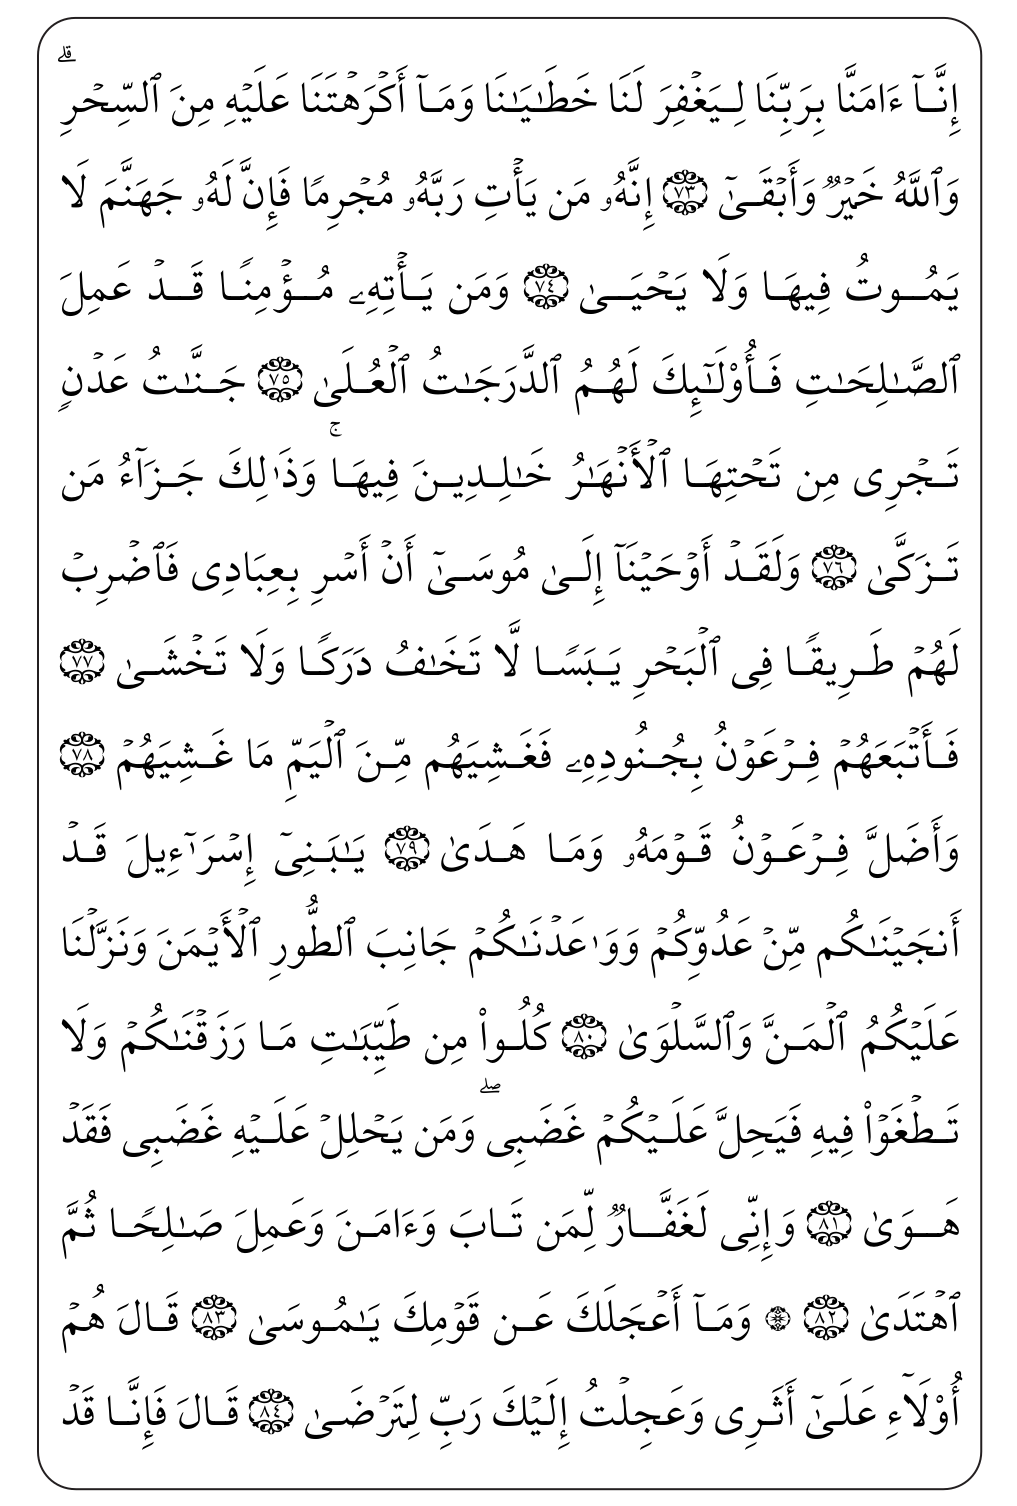 إِنَّآ ءَامَنَّا بِرَبِّنَا لِيَغْفِرَ لَنَا خَطَٰيَٰنَا وَمَآ أَكْرَهْتَنَا عَلَيْهِ مِنَ ٱلسِّحْرِ ۗ
وَٱللَّهُ خَيْرٌ وَأَبْقَىٰٓ ﴿٧٣﴾ إِنَّهُۥ مَن يَأْتِ رَبَّهُۥ مُجْرِمًا فَإِنَّ لَهُۥ جَهَنَّمَ لَا
يَمُوتُ فِيهَا وَلَا يَحْيَىٰ ﴿٧٤﴾ وَمَن يَأْتِهِۦ مُؤْمِنًا قَدْ عَمِلَ
ٱلصَّٰلِحَٰتِ فَأُو۟لَٰٓئِكَ لَهُمُ ٱلدَّرَجَٰتُ ٱلْعُلَىٰ ﴿٧٥﴾ جَنَّٰتُ عَدْنٍ
تَجْرِى مِن تَحْتِهَا ٱلْأَنْهَٰرُ خَٰلِدِينَ فِيهَا ۚ وَذَٰلِكَ جَزَآءُ مَن
تَزَكَّىٰ ﴿٧٦﴾ وَلَقَدْ أَوْحَيْنَآ إِلَىٰ مُوسَىٰٓ أَنْ أَسْرِ بِعِبَادِى فَٱضْرِبْ
لَهُمْ طَرِيقًا فِى ٱلْبَحْرِ يَبَسًا لَّا تَخَٰفُ دَرَكًا وَلَا تَخْشَىٰ ﴿٧٧﴾
فَأَتْبَعَهُمْ فِرْعَوْنُ بِجُنُودِهِۦ فَغَشِيَهُم مِّنَ ٱلْيَمِّ مَا غَشِيَهُمْ ﴿٧٨﴾
وَأَضَلَّ فِرْعَوْنُ قَوْمَهُۥ وَمَا هَدَىٰ ﴿٧٩﴾ يَٰبَنِىٓ إِسْرَٰٓءِيلَ قَدْ
أَنجَيْنَٰكُم مِّنْ عَدُوِّكُمْ وَوَٰعَدْنَٰكُمْ جَانِبَ ٱلطُّورِ ٱلْأَيْمَنَ وَنَزَّلْنَا
عَلَيْكُمُ ٱلْمَنَّ وَٱلسَّلْوَىٰ ﴿٨٠﴾ كُلُوا۟ مِن طَيِّبَٰتِ مَا رَزَقْنَٰكُمْ وَلَا
تَطْغَوْا۟ فِيهِ فَيَحِلَّ عَلَيْكُمْ غَضَبِى ۖ وَمَن يَحْلِلْ عَلَيْهِ غَضَبِى فَقَدْ
هَوَىٰ ﴿٨١﴾ وَإِنِّى لَغَفَّارٌ لِّمَن تَابَ وَءَامَنَ وَعَمِلَ صَٰلِحًا ثُمَّ
ٱهْتَدَىٰ ﴿٨٢﴾ ۞ وَمَآ أَعْجَلَكَ عَن قَوْمِكَ يَٰمُوسَىٰ ﴿٨٣﴾ قَالَ هُمْ
أُو۟لَآءِ عَلَىٰٓ أَثَرِى وَعَجِلْتُ إِلَيْكَ رَبِّ لِتَرْضَىٰ ﴿٨٤﴾ قَالَ فَإِنَّا قَدْ